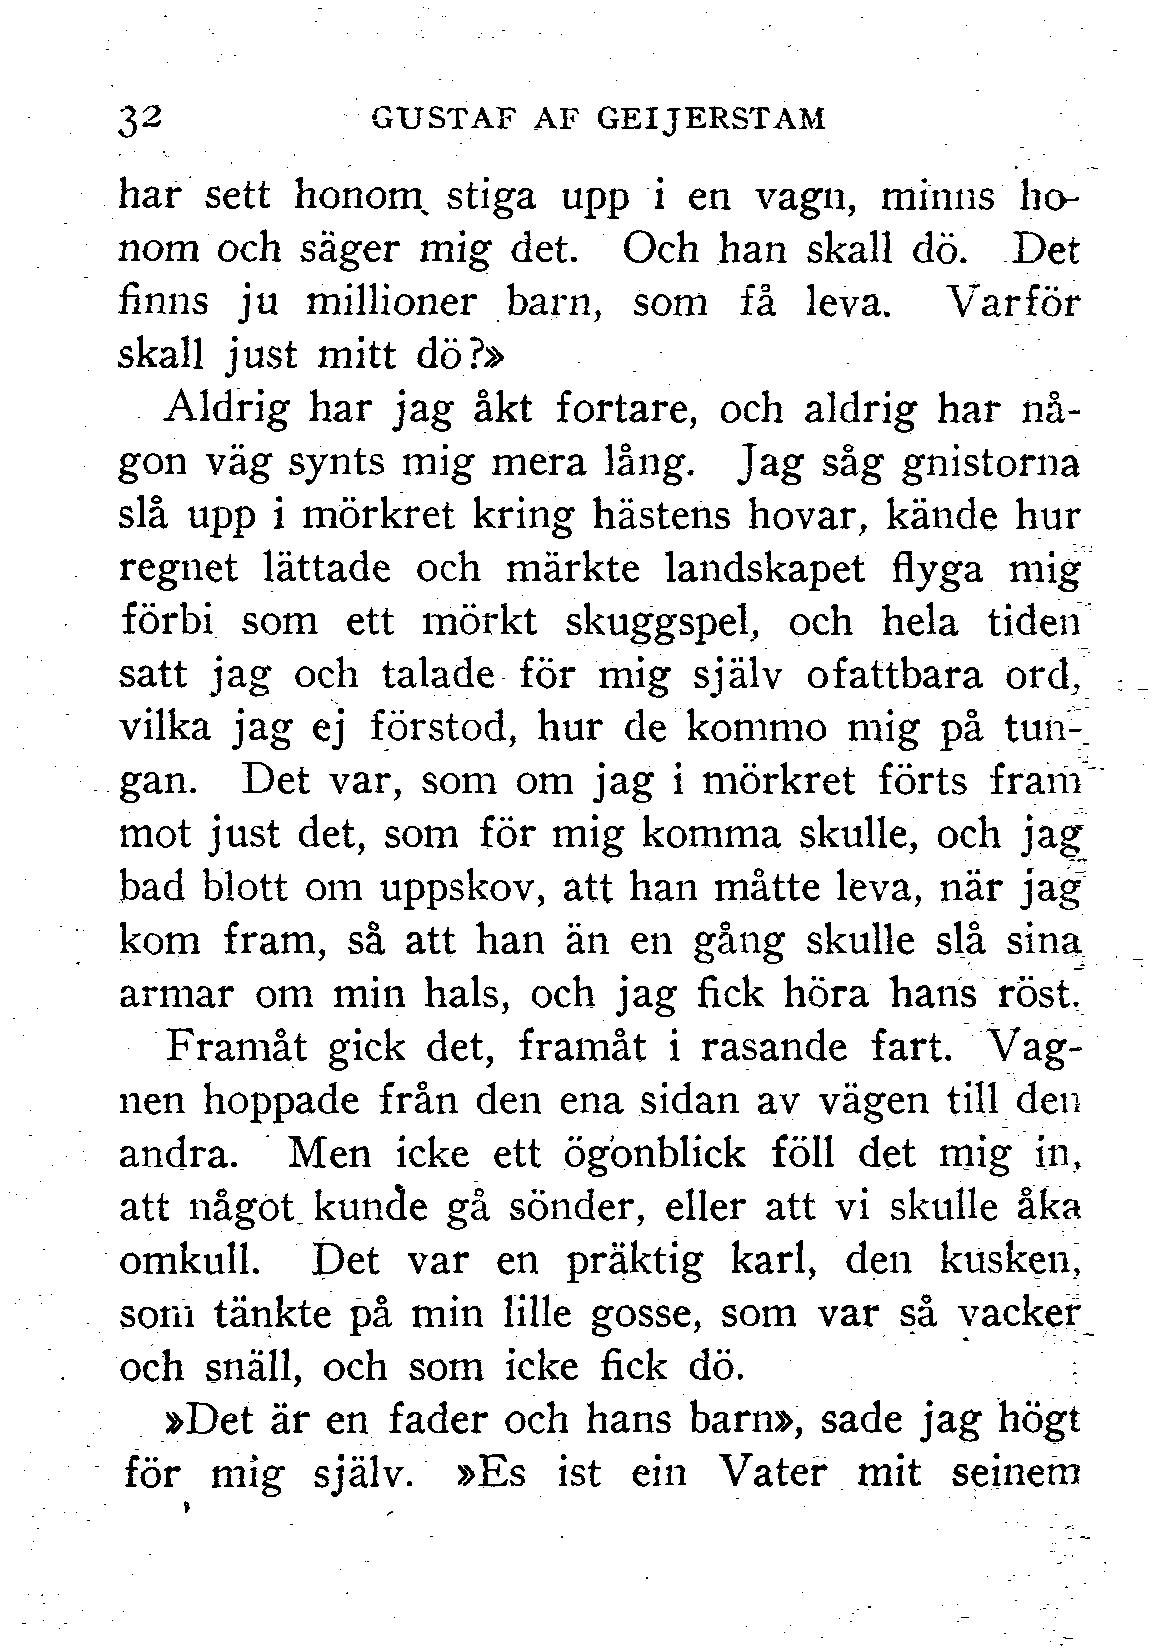 32 GUSTAF AF GEIJERSTAM
har sett honom stiga upp i en vagn, minns ho-
nom och säger mig det. Och han skall dö. Det
finns ju millioner barn, som få leva. Varför
skall just mitt dö?»
Aldrig har jag åkt fortare, och aldrig har nå-
gon väg synts mig mera lång. Jag såg gnistorna
slå upp i mörkret kring hästens hovar, kände hur
regnet lättade och märkte landskapet flyga mig
förbi som ett mörkt skuggspel, och hela tiden
satt jag och talade för mig själv ofattbara ord,
vilka jag ej förstod, hur de kommo mig på tun-
gan. Det var, som om jag i mörkret förts fram
mot just det, som för mig komma skulle, och jag
bad blott om uppskov, att han måtte leva, när jag
kom fram, så att han än en gång skulle slå sina
armar om min hals, och jag fick höra hans röst.
Framåt gick det, framåt i rasande fart. Vag-
nen hoppade från den ena sidan av vägen till den
andra. Men icke ett ögonblick föll det mig in,
att något kunde gå sönder, eller att vi skulle åka
omkull. Det var en präktig karl, den kusken,
som tänkte på min lille gosse, som var så vacker
och snäll, och som icke fick dö.
»Det är en fader och hans barn», sade jag högt
för mig själv. »Es ist ein Vater mit seinem